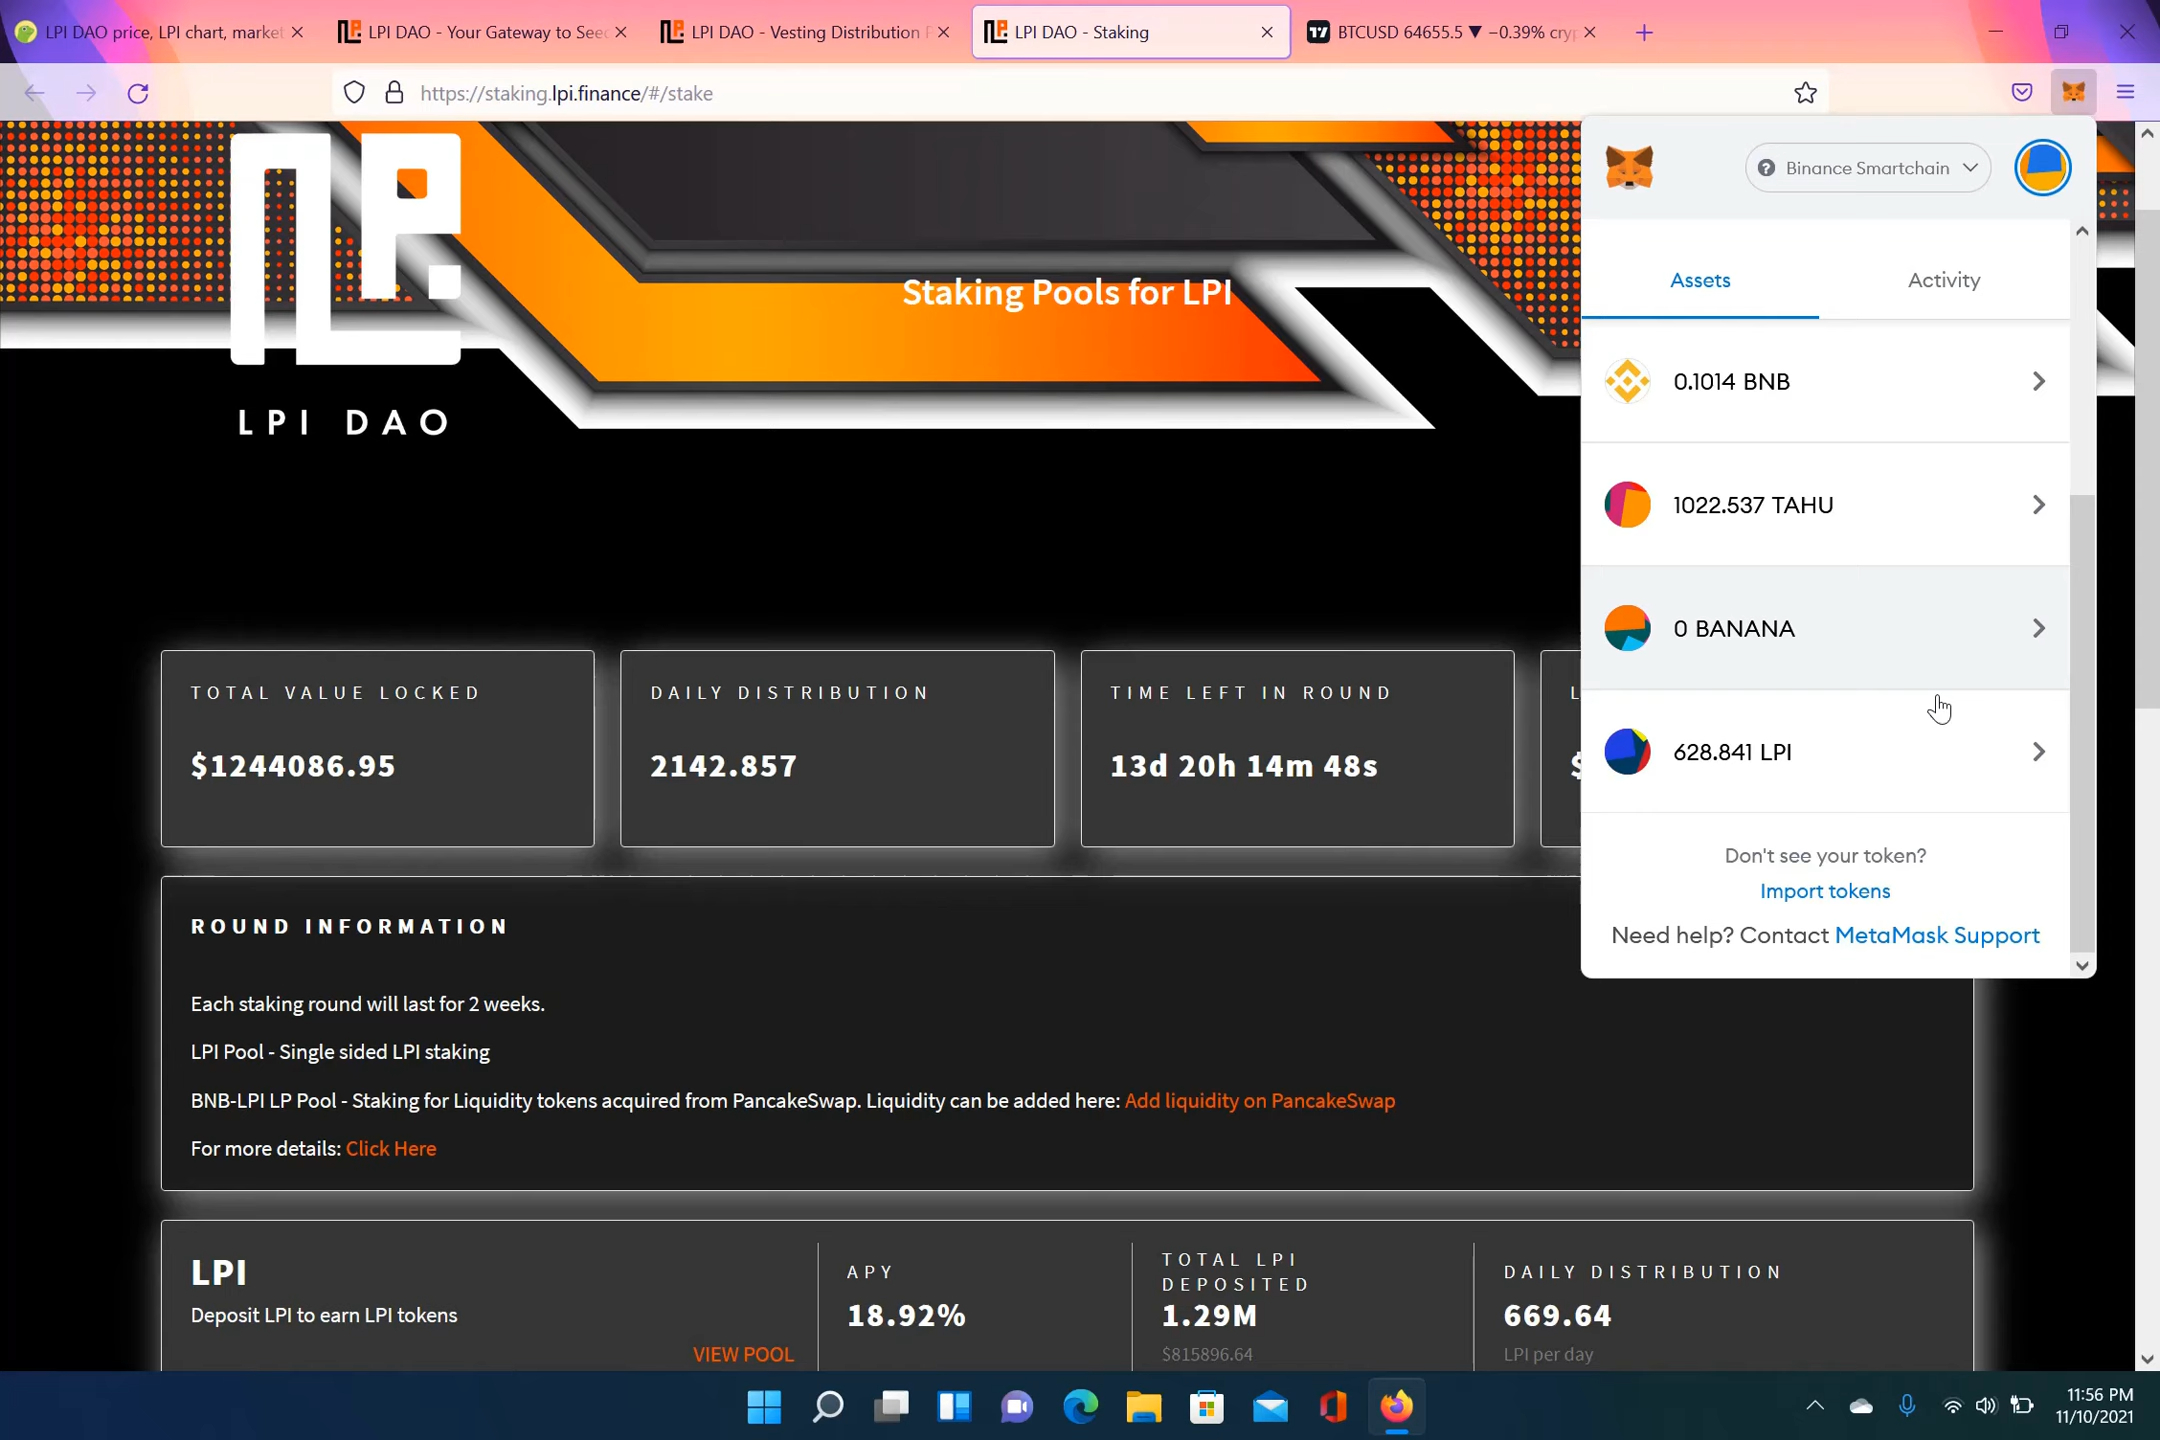 LPI DAO price, LPI chart, market
LPI DAO - Your Gateway to Seed
LPI DAO - Vesting Distribution
LPI DAO - Staking
BTCUSD 64655.5 ▼ −0.39% cryp
https://staking.lpi.finance/#/stake
LPI DAO
Staking Pools for LPI
Binance Smartchain
Assets
Activity
0.1014 BNB
1022.537 TAHU
0 BANANA
628.841 LPI
Don't see your token?
Import tokens
Need help? Contact MetaMask Support
TOTAL VALUE LOCKED
$1244086.95
DAILY DISTRIBUTION
2142.857
TIME LEFT IN ROUND
13d 20h 14m 48s
L
$
ROUND INFORMATION
Each staking round will last for 2 weeks.
LPI Pool - Single sided LPI staking
BNB-LPI LP Pool - Staking for Liquidity tokens acquired from PancakeSwap. Liquidity can be added here: Add liquidity on PancakeSwap
For more details: Click Here
LPI
Deposit LPI to earn LPI tokens
VIEW POOL
APY
18.92%
TOTAL LPI
DEPOSITED
1.29M
$815896.64
DAILY DISTRIBUTION
669.64
LPI per day
11:56 PM
11/10/2021